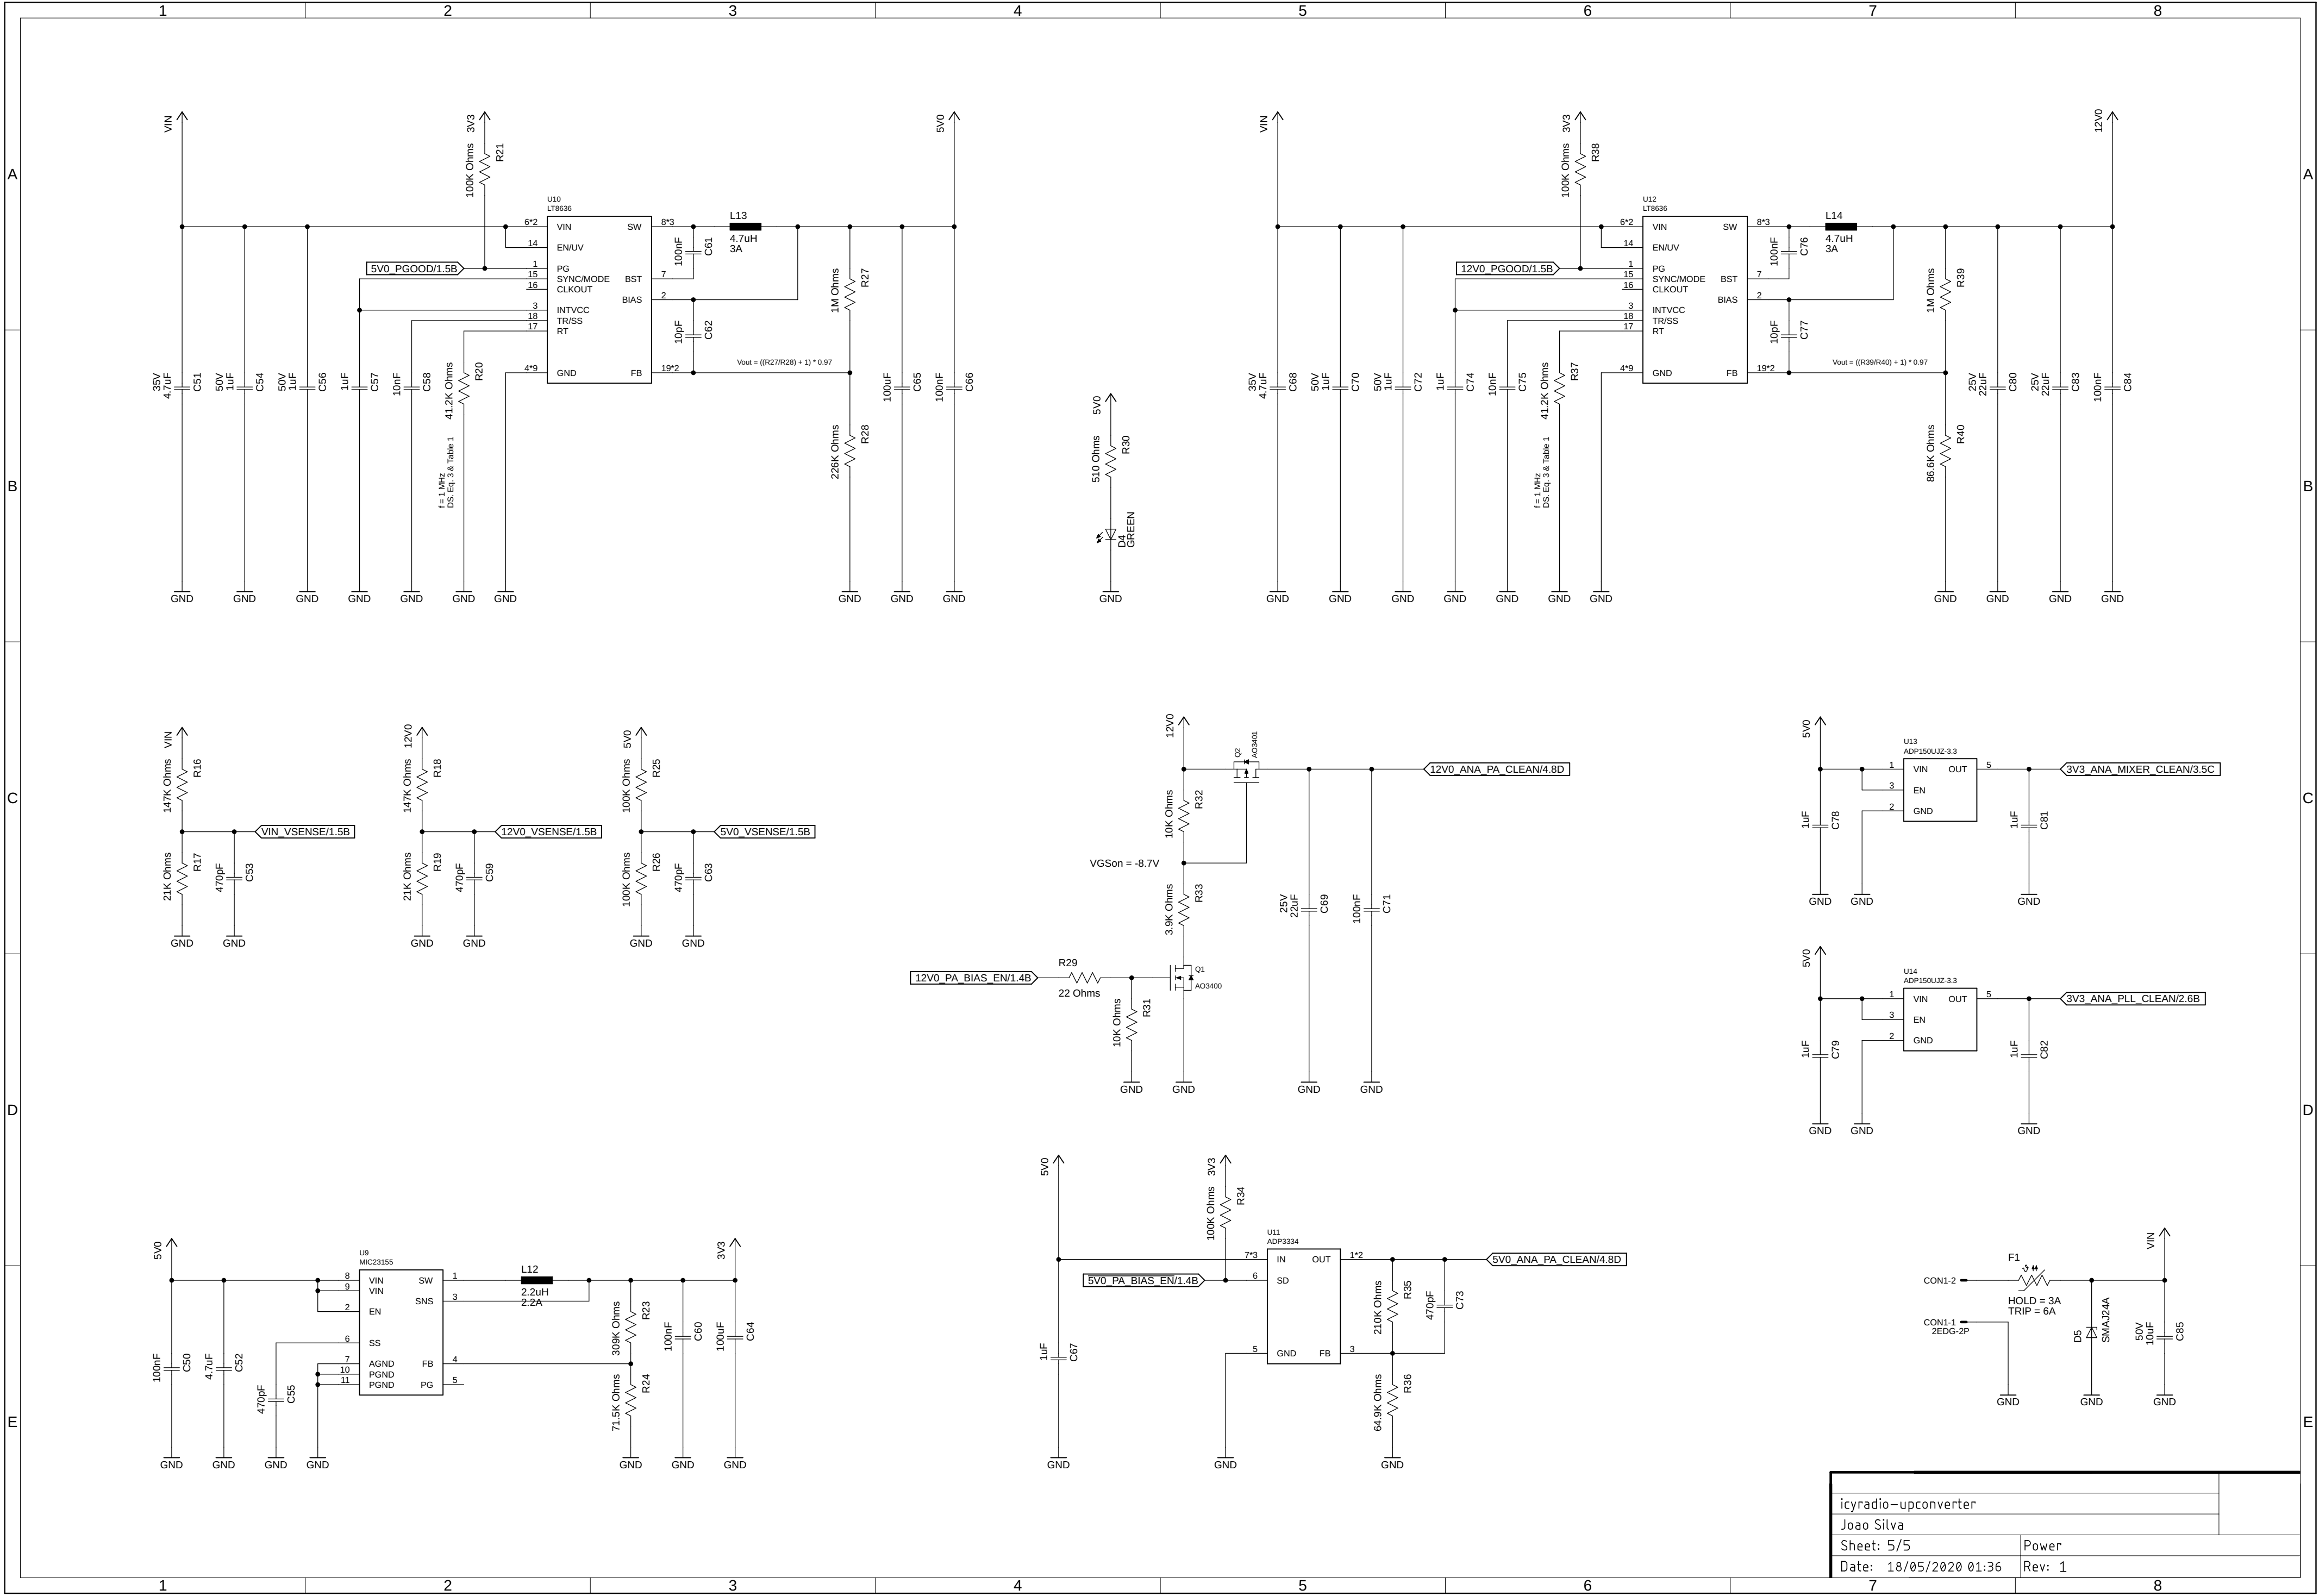 1 2 3 4 5 6 7 8
A A
B B
C C
D D
E E
VIN
3V3
100K Ohms
R21
5V0
U10
LT8636
6*2 VIN SW 8*3
14 EN/UV
1 PG
15 SYNC/MODE BST 7
16 CLKOUT
BIAS 2
3 INTVCC
18 TR/SS
17 RT
4*9 GND FB 19*2
5V0_PGOOD/1.5B
L13
4.7uH
3A
100nF
C61
10pF
C62
1M Ohms
R27
Vout = ((R27/R28) + 1) * 0.97
226K Ohms
R28
35V
4.7uF
C51
50V
1uF
C54
50V
1uF
C56
1uF
C57
10nF
C58
41.2K Ohms
R20
f = 1 MHz
DS. Eq. 3 & Table 1
100uF
C65
100nF
C66
GND GND GND GND GND GND GND GND GND GND
5V0
510 Ohms
R30
D4
GREEN
GND
VIN
3V3
100K Ohms
R38
12V0
U12
LT8636
6*2 VIN SW 8*3
14 EN/UV
1 PG
15 SYNC/MODE BST 7
16 CLKOUT
BIAS 2
3 INTVCC
18 TR/SS
17 RT
4*9 GND FB 19*2
12V0_PGOOD/1.5B
L14
4.7uH
3A
100nF
C76
10pF
C77
1M Ohms
R39
Vout = ((R39/R40) + 1) * 0.97
86.6K Ohms
R40
35V
4.7uF
C68
50V
1uF
C70
50V
1uF
C72
1uF
C74
10nF
C75
41.2K Ohms
R37
f = 1 MHz
DS. Eq. 3 & Table 1
25V
22uF
C80
25V
22uF
C83
100nF
C84
GND GND GND GND GND GND GND GND GND GND GND
VIN
147K Ohms
R16
VIN_VSENSE/1.5B
21K Ohms
R17
470pF
C53
GND GND
12V0
147K Ohms
R18
12V0_VSENSE/1.5B
21K Ohms
R19
470pF
C59
GND GND
5V0
100K Ohms
R25
5V0_VSENSE/1.5B
100K Ohms
R26
470pF
C63
GND GND
12V0
Q2
AO3401
12V0_ANA_PA_CLEAN/4.8D
10K Ohms
R32
VGSon = -8.7V
3.9K Ohms
R33
25V
22uF
C69
100nF
C71
12V0_PA_BIAS_EN/1.4B
R29
22 Ohms
Q1
AO3400
10K Ohms
R31
GND GND GND GND
5V0
U13
ADP150UJZ-3.3
1 VIN OUT 5
3 EN
2 GND
3V3_ANA_MIXER_CLEAN/3.5C
1uF
C78
1uF
C81
GND GND GND
5V0
U14
ADP150UJZ-3.3
1 VIN OUT 5
3 EN
2 GND
3V3_ANA_PLL_CLEAN/2.6B
1uF
C79
1uF
C82
GND GND GND
5V0
U9
MIC23155
8 VIN SW 1
9 VIN
SNS 3
2 EN
6 SS
7 AGND FB 4
10 PGND
11 PGND PG 5
L12
2.2uH
2.2A
3V3
309K Ohms
R23
71.5K Ohms
R24
100nF
C60
100uF
C64
100nF
C50
4.7uF
C52
470pF
C55
GND GND GND GND GND GND GND
5V0
3V3
100K Ohms
R34
U11
ADP3334
7*3 IN OUT 1*2
6 SD
5 GND FB 3
5V0_PA_BIAS_EN/1.4B
5V0_ANA_PA_CLEAN/4.8D
210K Ohms
R35
470pF
C73
64.9K Ohms
R36
1uF
C67
GND GND GND
VIN
F1
CON1-2
HOLD = 3A
TRIP = 6A
CON1-1
2EDG-2P
D5
SMAJ24A
50V
10uF
C85
GND GND GND
icyradio-upconverter
Joao Silva
Sheet: 5/5 Power
Date: 18/05/2020 01:36 Rev: 1
1 2 3 4 5 6 7 8